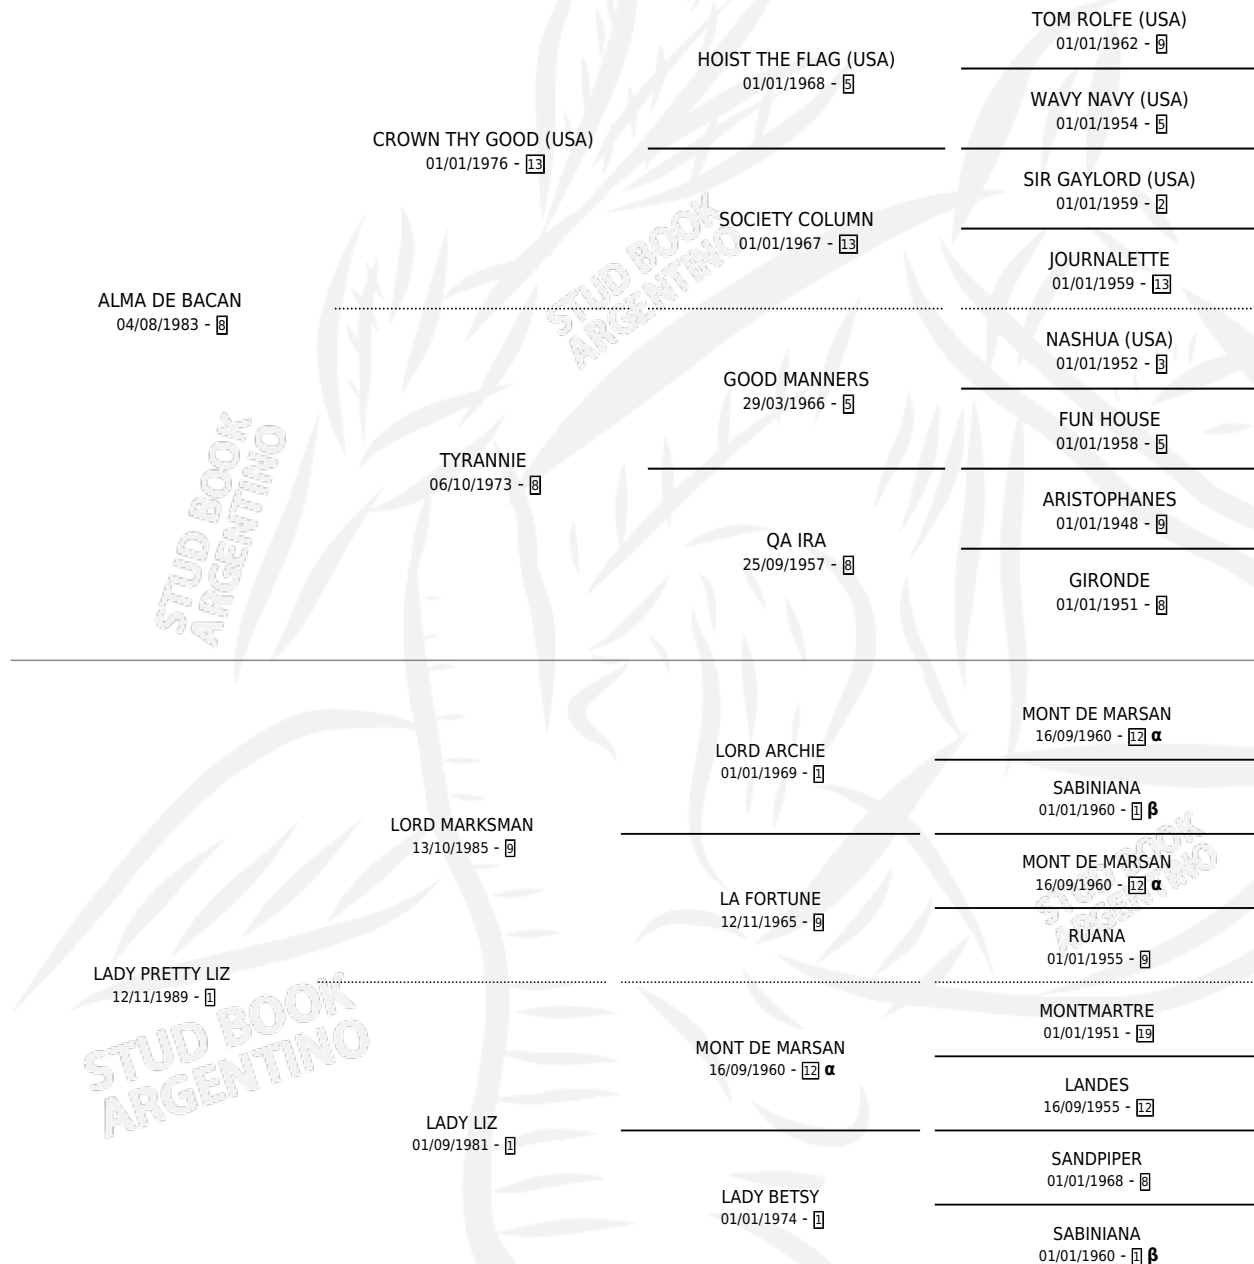 TOM ROLFE (USA)
01/01/1962 - 9
HOIST THE FLAG (USA)
01/01/1968 - 5
WAVY NAVY (USA)
01/01/1954 - 5
CROWN THY GOOD (USA)
01/01/1976 - 13
SIR GAYLORD (USA)
01/01/1959 - 2
SOCIETY COLUMN
01/01/1967 - 13
JOURNALETTE
01/01/1959 - 13
ALMA DE BACAN
04/08/1983 - 8
NASHUA (USA)
01/01/1952 - 3
GOOD MANNERS
29/03/1966 - 5
FUN HOUSE
01/01/1958 - 5
TYRANNIE
06/10/1973 - 8
ARISTOPHANES
01/01/1948 - 9
QA IRA
25/09/1957 - 8
GIRONDE
01/01/1951 - 8
MONT DE MARSAN
16/09/1960 - 12 α
LORD ARCHIE
01/01/1969 - 1
SABINIANA
01/01/1960 - 1 β
LORD MARKSMAN
13/10/1985 - 9
MONT DE MARSAN
16/09/1960 - 12 α
LA FORTUNE
12/11/1965 - 9
RUANA
01/01/1955 - 9
LADY PRETTY LIZ
12/11/1989 - 1
MONTMARTRE
01/01/1951 - 19
MONT DE MARSAN
16/09/1960 - 12 α
LANDES
16/09/1955 - 12
LADY LIZ
01/09/1981 - 1
SANDPIPER
01/01/1968 - 8
LADY BETSY
01/01/1974 - 1
SABINIANA
01/01/1960 - 1 β
STUD BOOK
ARGENTINO
STUD BOOK
ARGENTINO
STUD BOOK
ARGENTINO
STUD BOOK
ARGENTINO